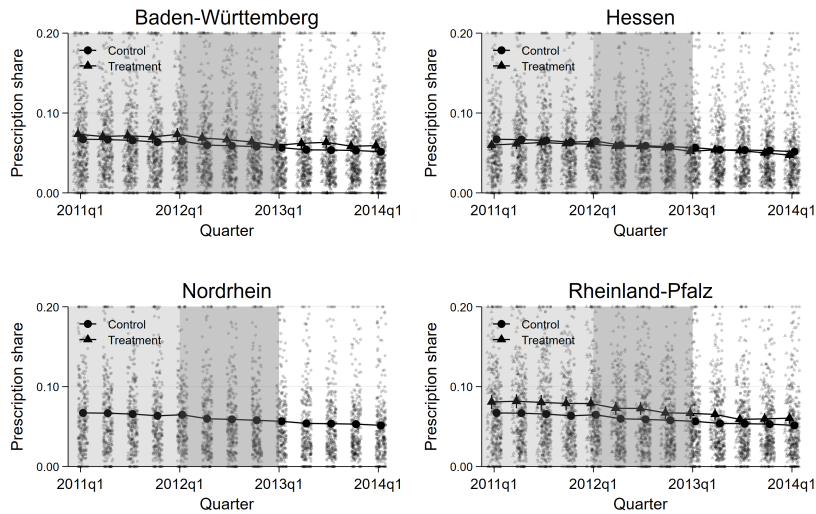 Baden-Württemberg
Prescription share
0.20
0.10
0.00
Control
Treatment
2011q1 2012q1 2013q1 2014q1
Quarter
Hessen
Prescription share
0.20
0.10
0.00
Control
Treatment
2011q1 2012q1 2013q1 2014q1
Quarter
Nordrhein
Prescription share
0.20
0.10
0.00
Control
Treatment
2011q1 2012q1 2013q1 2014q1
Quarter
Rheinland-Pfalz
Prescription share
0.20
0.10
0.00
Control
Treatment
2011q1 2012q1 2013q1 2014q1
Quarter